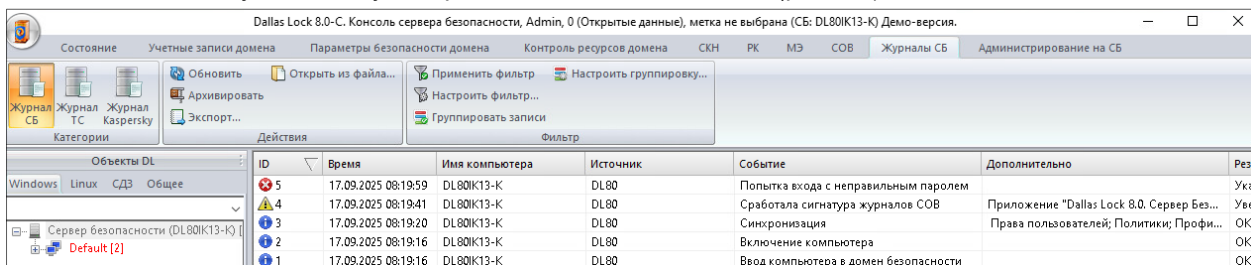 Dallas Lock 8.0-C. Консоль сервера безопасности, Admin, 0 (Открытые данные), метка не выбрана (СБ: DL80IK13-K) Демо-версия.
Состояние Учетные записи домена Параметры безопасности домена Контроль ресурсов домена СКН РК МЭ СОВ Журналы СБ Администрирование на СБ
Обновить Открыть из файла... Применить фильтр Настроить группировку...
Журнал СБ Журнал ТС Журнал Kaspersky
Архивировать Настроить фильтр...
Экспорт... Группировать записи
Категории Действия Фильтр
Объекты DL ID Время Имя компьютера Источник Событие Дополнительно Рез
Windows Linux СДЗ Общее
5 17.09.2025 08:19:59 DL80IK13-K DL80 Попытка входа с неправильным паролем Ука
4 17.09.2025 08:19:41 DL80IK13-K DL80 Сработала сигнатура журналов СОВ Приложение "Dallas Lock 8.0. Сервер Без... Уве
Сервер безопасности (DL80IK13-K) [
3 17.09.2025 08:19:20 DL80IK13-K DL80 Синхронизация Права пользователей; Политики; Профи... OK
Default [2]
2 17.09.2025 08:19:16 DL80IK13-K DL80 Включение компьютера OK
1 17.09.2025 08:19:16 DL80IK13-K DL80 Ввод компьютера в домен безопасности OK